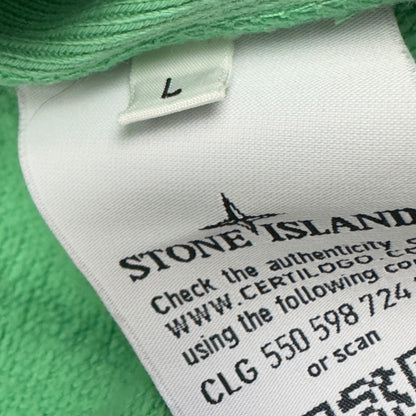 L
STONE ISLAND
Check the authenticity
WWW.CERTILOGO.C
using the following co
CLG 550 598 724
or scan